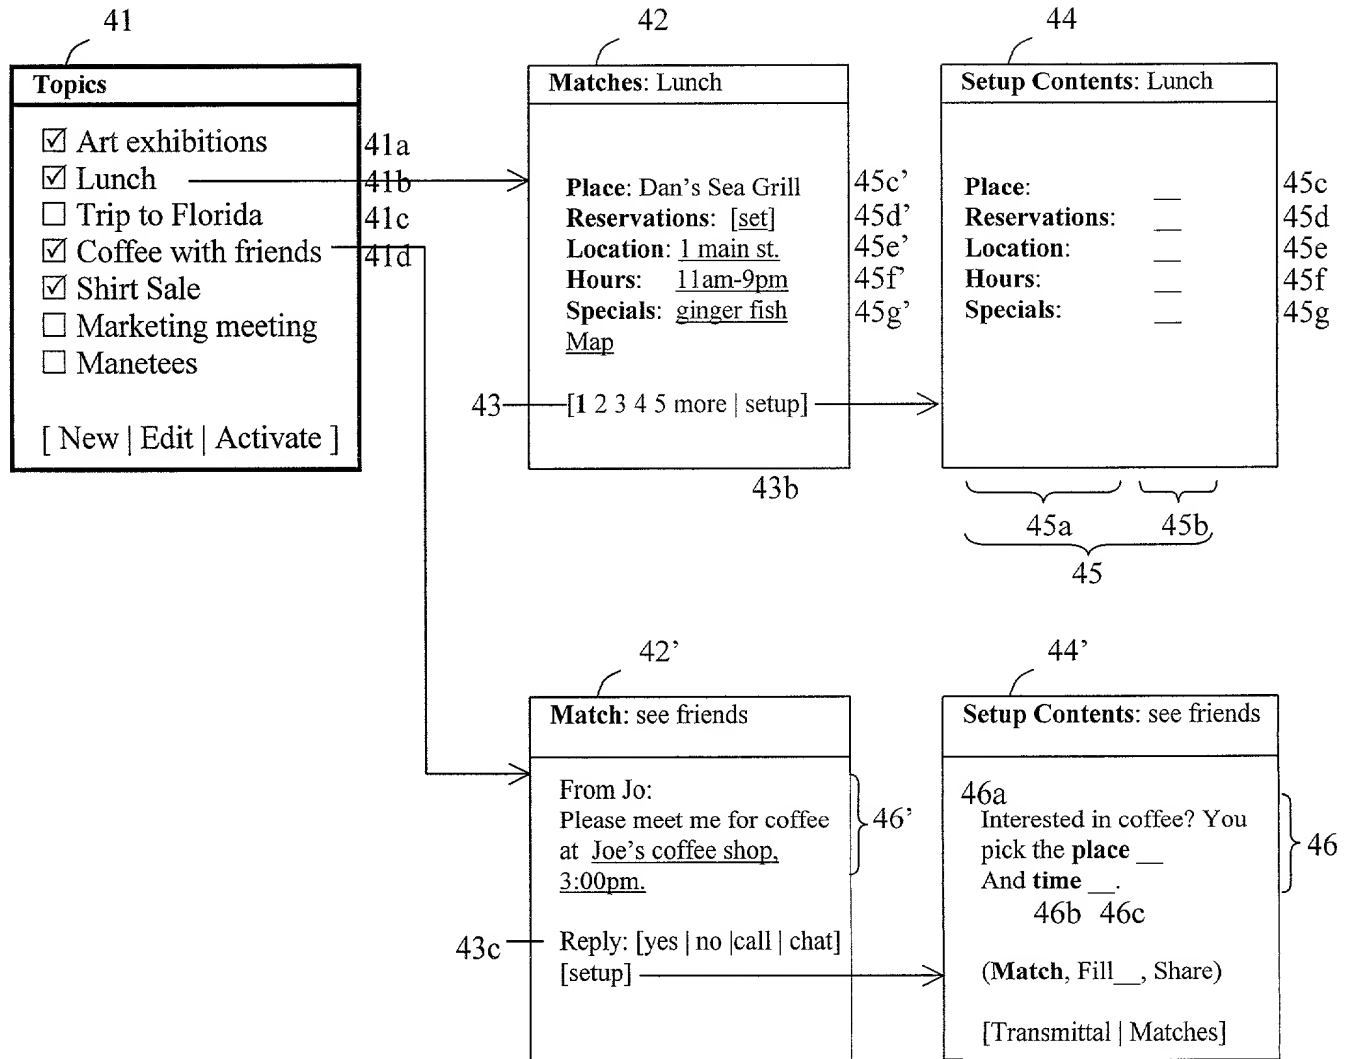 41
42
44
Topics
Matches: Lunch
Setup Contents: Lunch
☑ Art exhibitions 41a
☑ Lunch 41b
☐ Trip to Florida 41c
☑ Coffee with friends 41d
☑ Shirt Sale
☐ Marketing meeting
☐ Manetees
[ New | Edit | Activate ]
Place: Dan's Sea Grill 45c'
Reservations: [set] 45d'
Location: 1 main st. 45e'
Hours: 11am-9pm 45f'
Specials: ginger fish 45g'
Map
43 [1 2 3 4 5 more | setup]
43b
Place: __ 45c
Reservations: __ 45d
Location: __ 45e
Hours: __ 45f
Specials: __ 45g
45a 45b
45
42'
44'
Match: see friends
Setup Contents: see friends
From Jo:
Please meet me for coffee
at Joe's coffee shop,
3:00pm.
46'
43c Reply: [yes | no |call | chat]
[setup]
46a
Interested in coffee? You
pick the place __
And time __.
46
46b 46c
(Match, Fill__, Share)
[Transmittal | Matches]